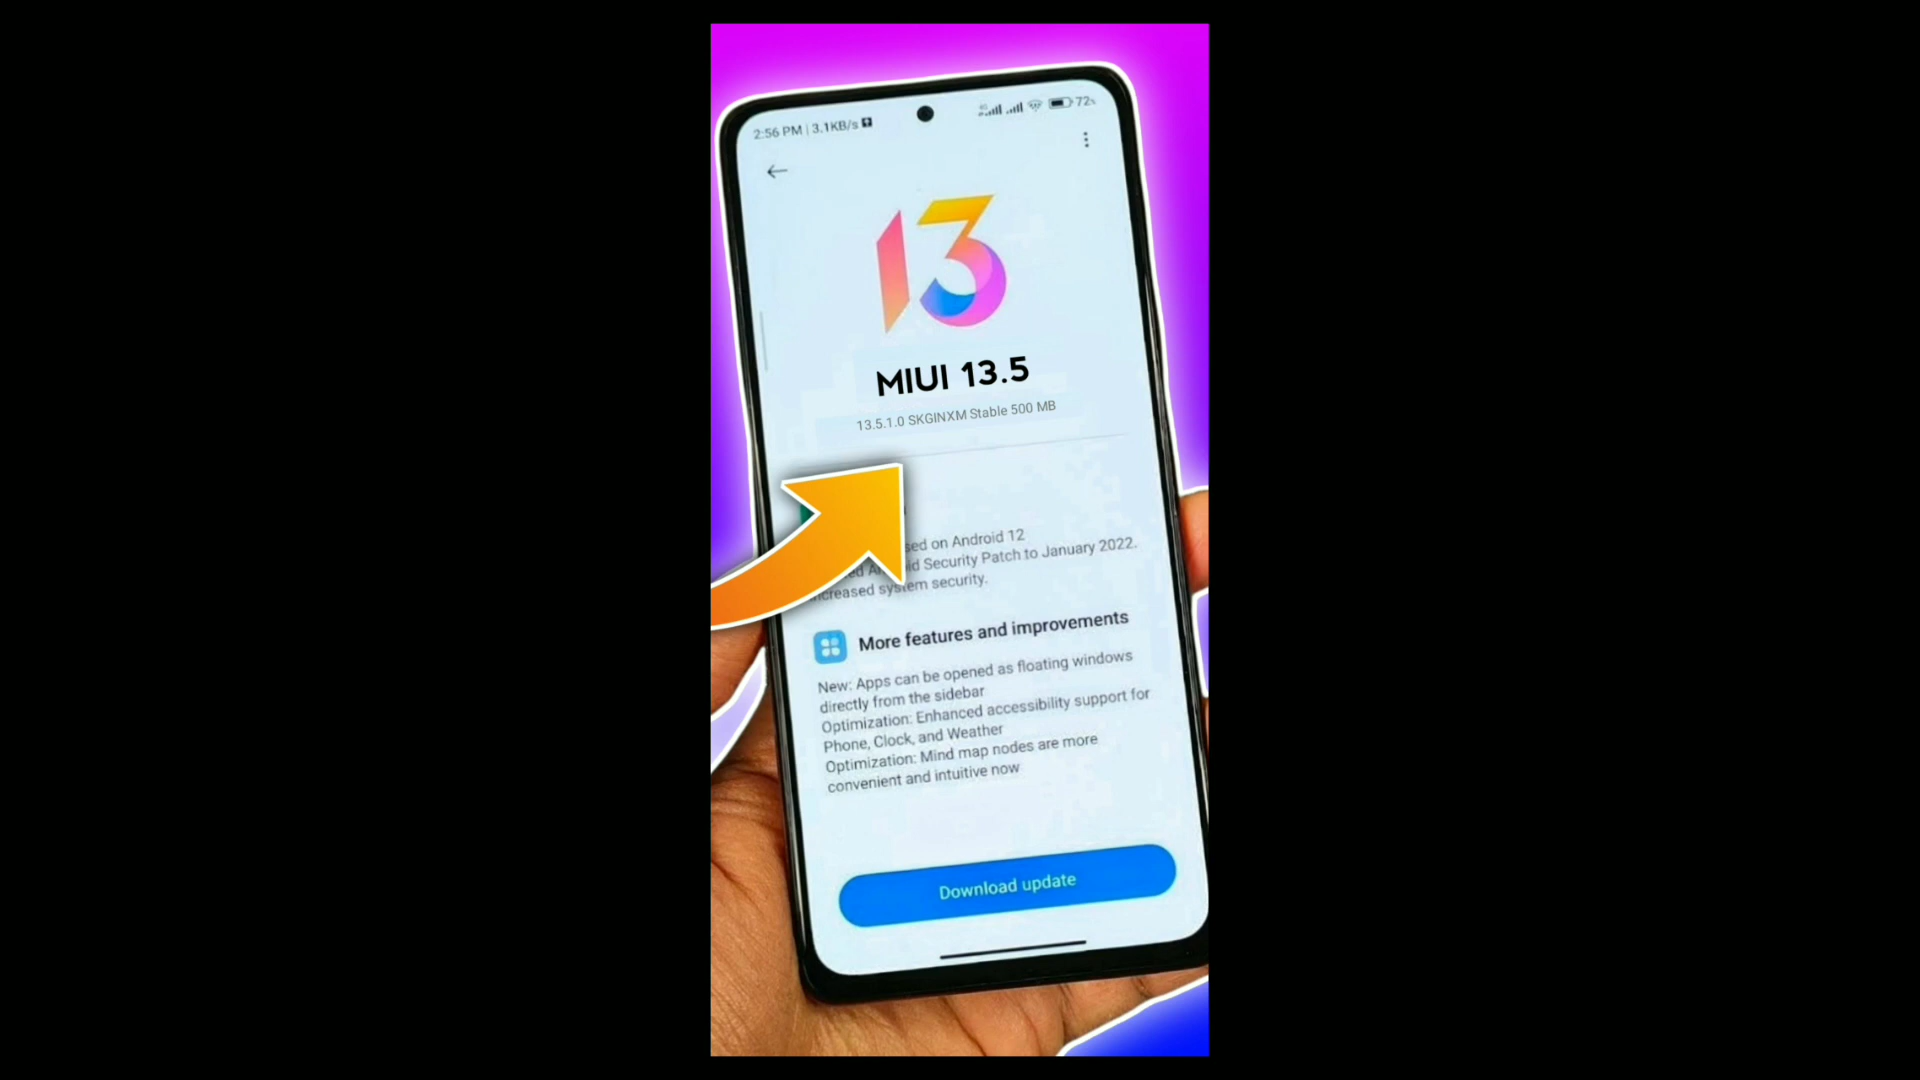 2:56 PM | 3.1KB/s
72%
13
MIUI 13.5
13.5.1.0 SKGINXM Stable 500 MB
on Android 12
Security Patch to January 2022.
system security.
More features and improvements
New: Apps can be opened as floating windows
directly from the sidebar
Optimization: Enhanced accessibility support for
Phone, Clock, and Weather
Optimization: Mind map nodes are more
convenient and intuitive now
Download update